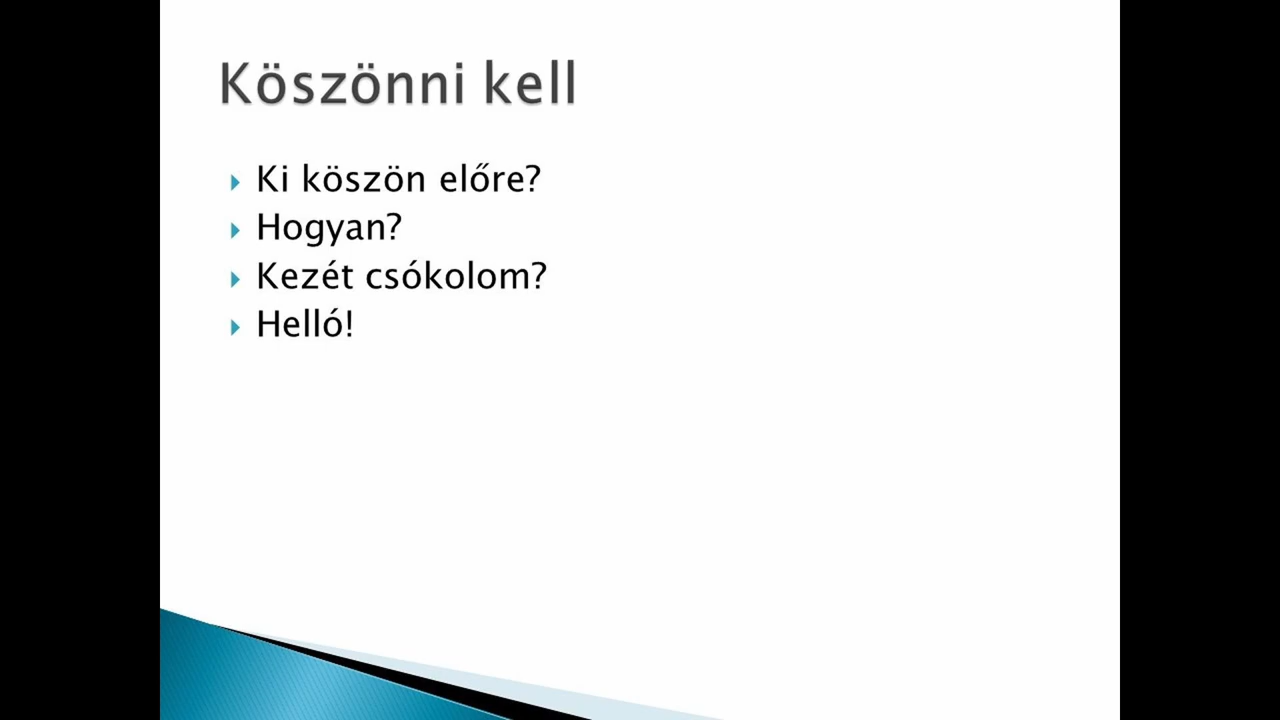 Köszönni kell
Ki köszön előre?
Hogyan?
Kezét csókolom?
Helló!